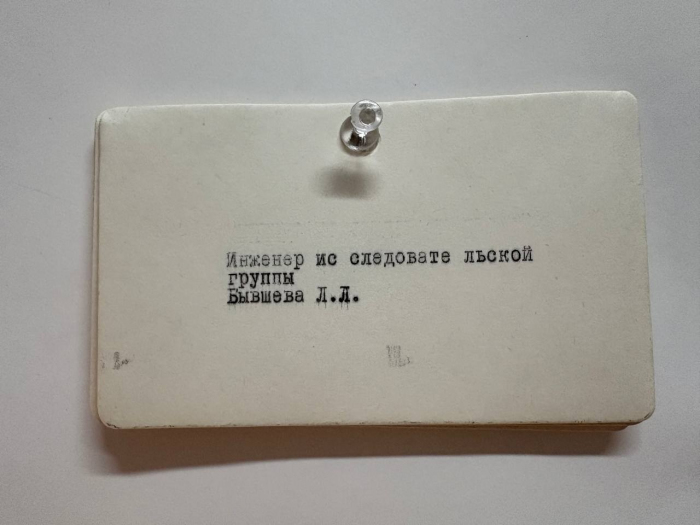 Инженер ис следовате льской
группы
Бывшева Л.Л.